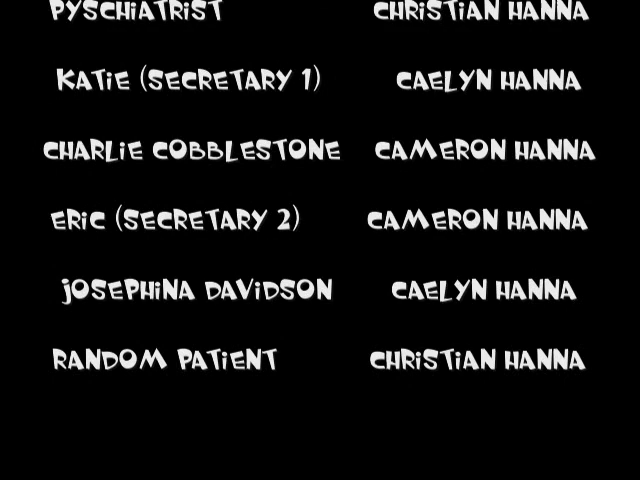 PYSCHiATRiST CHRiSTiAN HANNA
KATiE (SECRETARY 1) CAELYN HANNA
CHARLiE COBBLESTONE CAMERON HANNA
ERiC (SECRETARY 2) CAMERON HANNA
jOSEPHiNA DAViDSON CAELYN HANNA
RANDOM PATiENT CHRiSTiAN HANNA